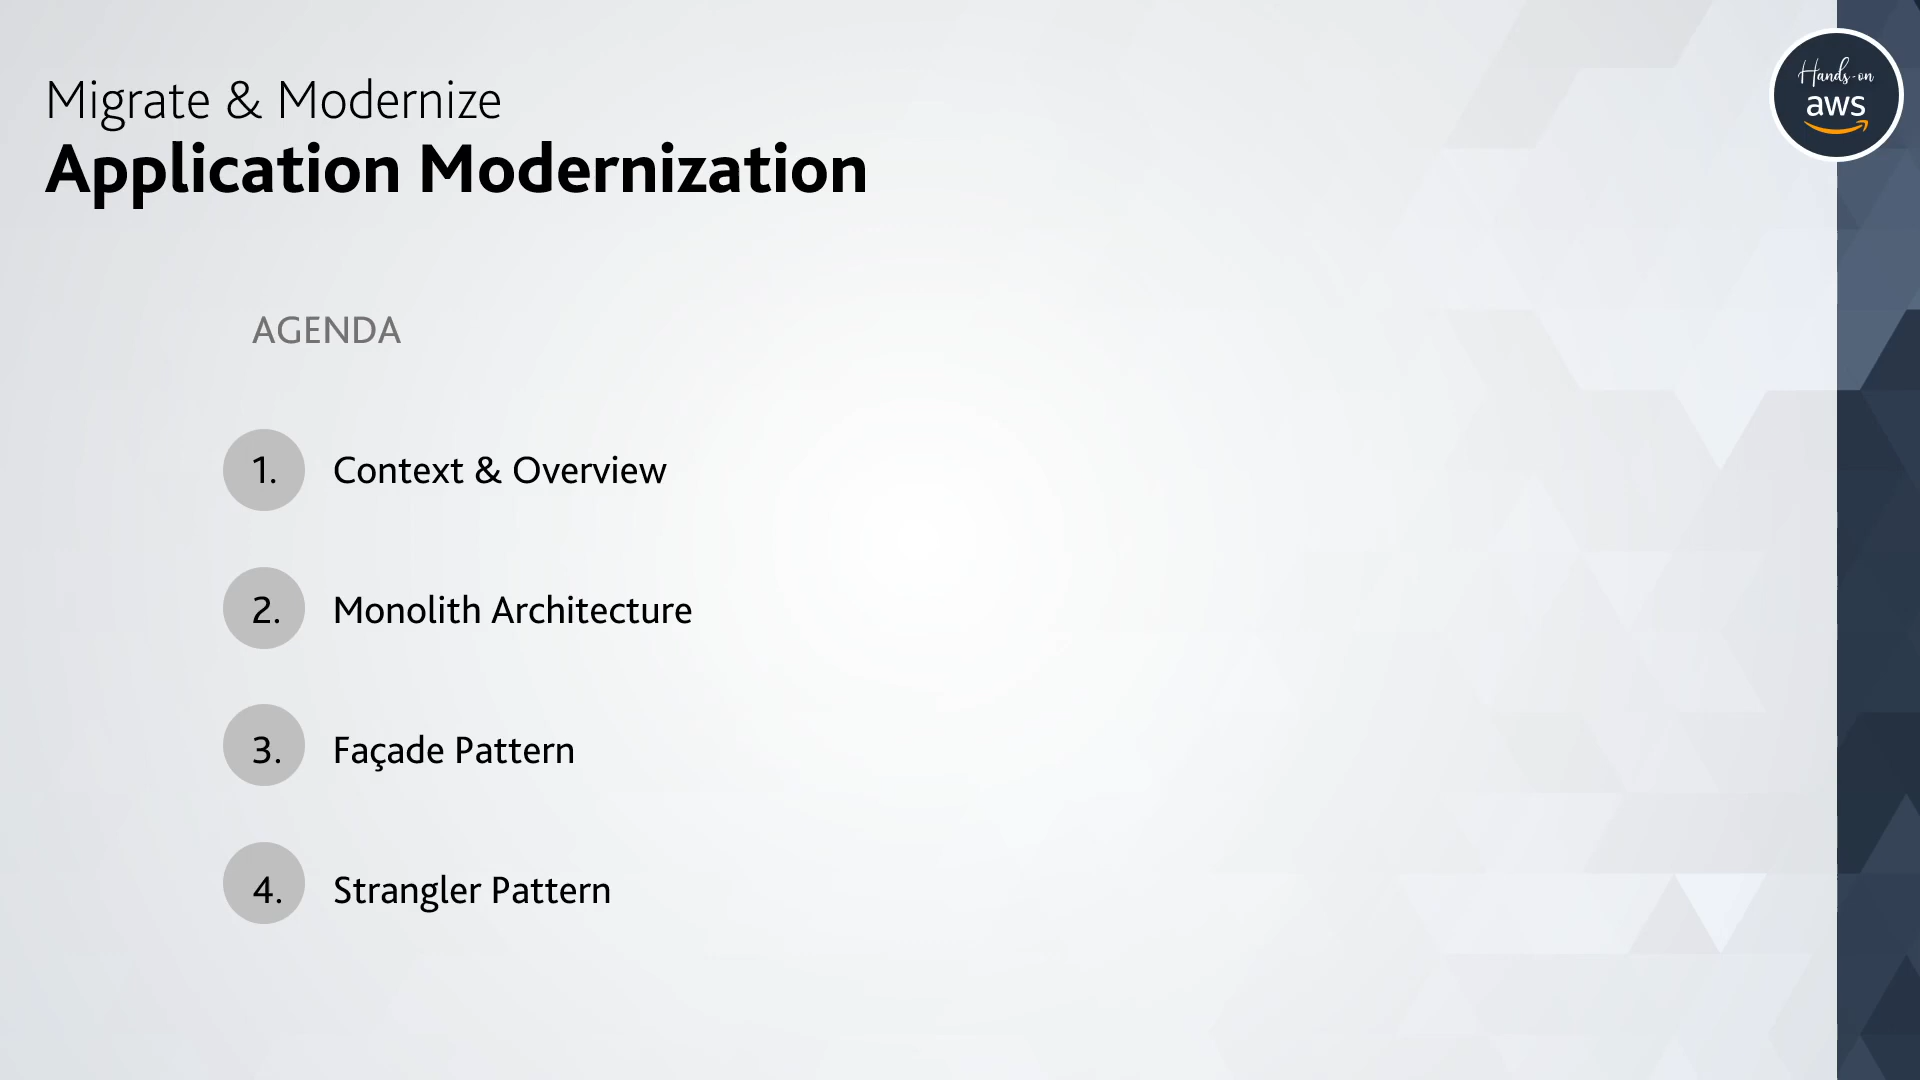 Migrate & Modernize
Application Modernization
Hands-on
aws
AGENDA
1. Context & Overview
2. Monolith Architecture
3. Façade Pattern
4. Strangler Pattern